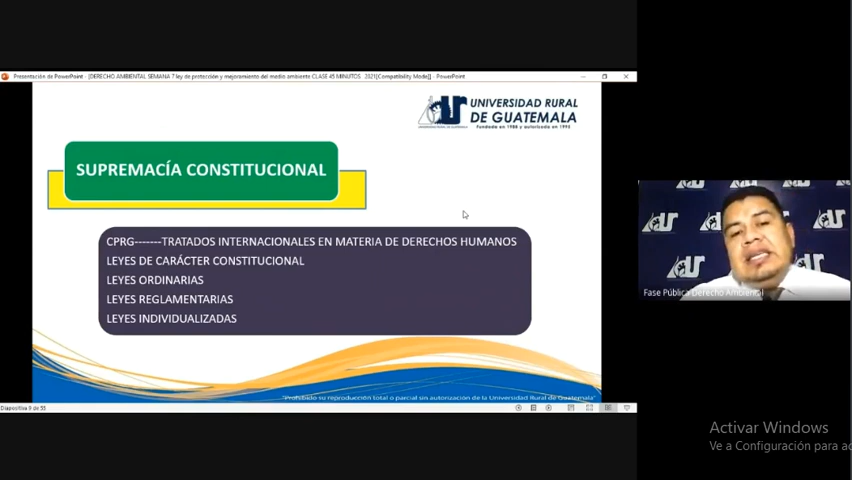 Presentación de PowerPoint - [DERECHO AMBIENTAL SEMANA 7 ley de protección y mejoramiento del medio ambiente CLASE 45 MINUTOS 2021[Compatibility Mode]] - PowerPoint
UNIVERSIDAD RURAL
DE GUATEMALA
Fundada en 1988 y autorizada en 1995
SUPREMACÍA CONSTITUCIONAL
CPRG-------TRATADOS INTERNACIONALES EN MATERIA DE DERECHOS HUMANOS
LEYES DE CARÁCTER CONSTITUCIONAL
LEYES ORDINARIAS
LEYES REGLAMENTARIAS
LEYES INDIVIDUALIZADAS
"Prohibido su reproducción total o parcial sin autorización de la Universidad Rural de Guatemala"
Diapositiva 9 de 55
Fase Pública Derecho Ambiental
Activar Windows
Ve a Configuración para ac